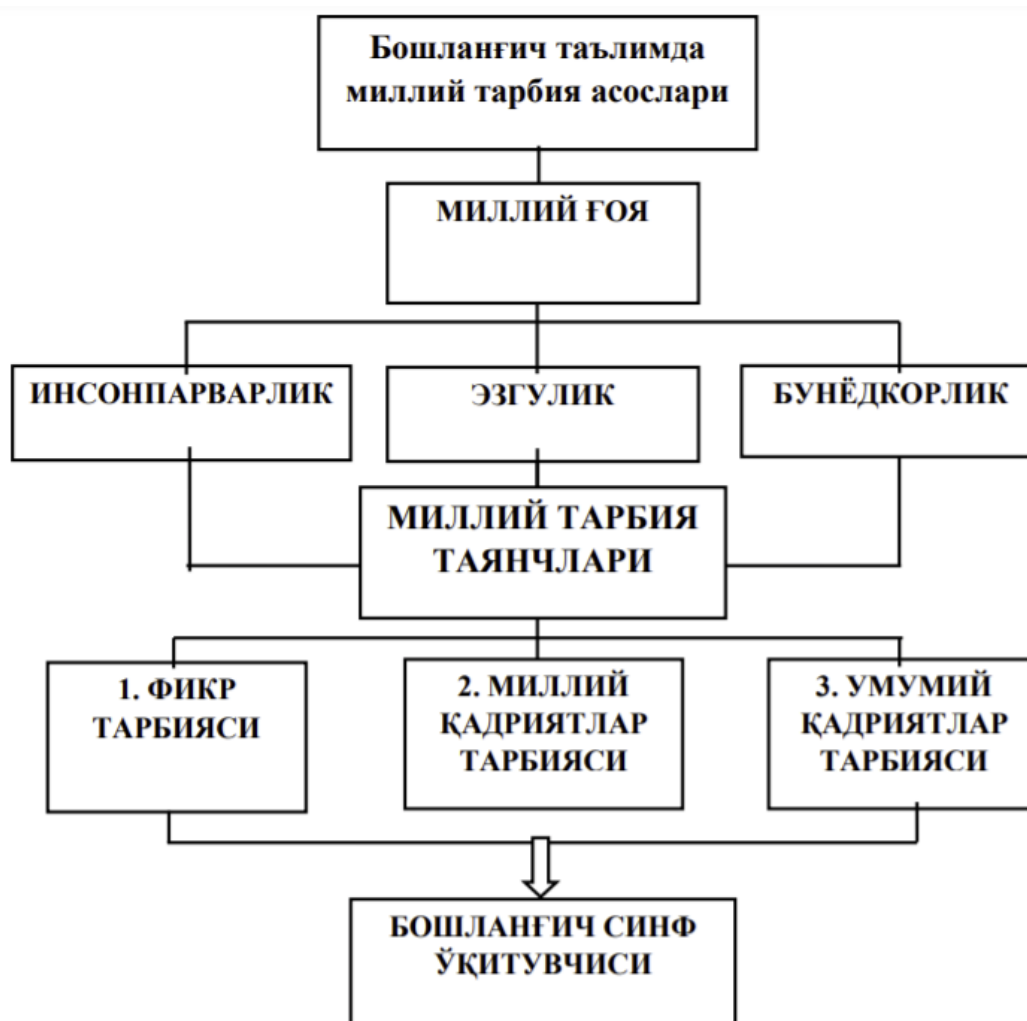 Бошланғич таълимда
миллий тарбия асослари
МИЛЛИЙ ҒОЯ
ИНСОНПАРВАРЛИК
ЭЗГУЛИК
БУНЁДКОРЛИК
МИЛЛИЙ ТАРБИЯ
ТАЯНЧЛАРИ
1. ФИКР
ТАРБИЯСИ
2. МИЛЛИЙ
ҚАДРИЯТЛАР
ТАРБИЯСИ
3. УМУМИЙ
ҚАДРИЯТЛАР
ТАРБИЯСИ
БОШЛАНҒИЧ СИНФ
ЎҚИТУВЧИСИ